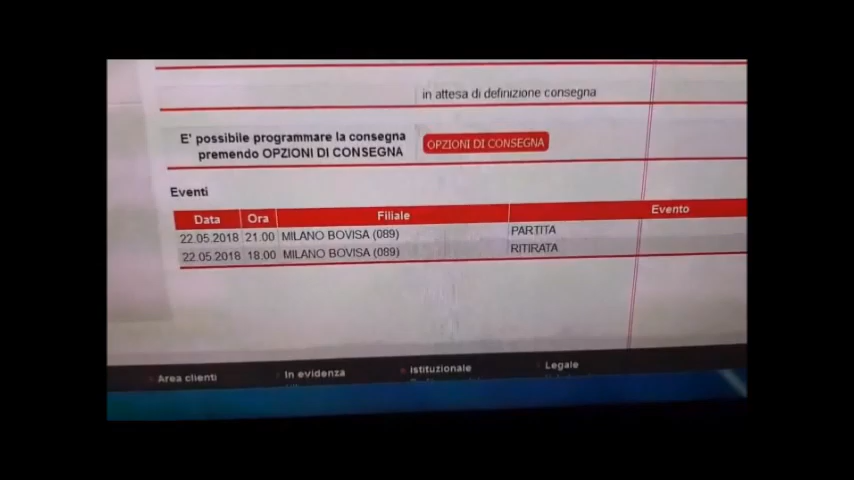 in attesa di definizione consegna
E' possibile programmare la consegna
premendo OPZIONI DI CONSEGNA
OPZIONI DI CONSEGNA
Eventi
Data Ora Filiale Evento
22.05.2018 21.00 MILANO BOVISA (089) PARTITA
22.05.2018 18.00 MILANO BOVISA (089) RITIRATA
Area clienti In evidenza Istituzionale Legale